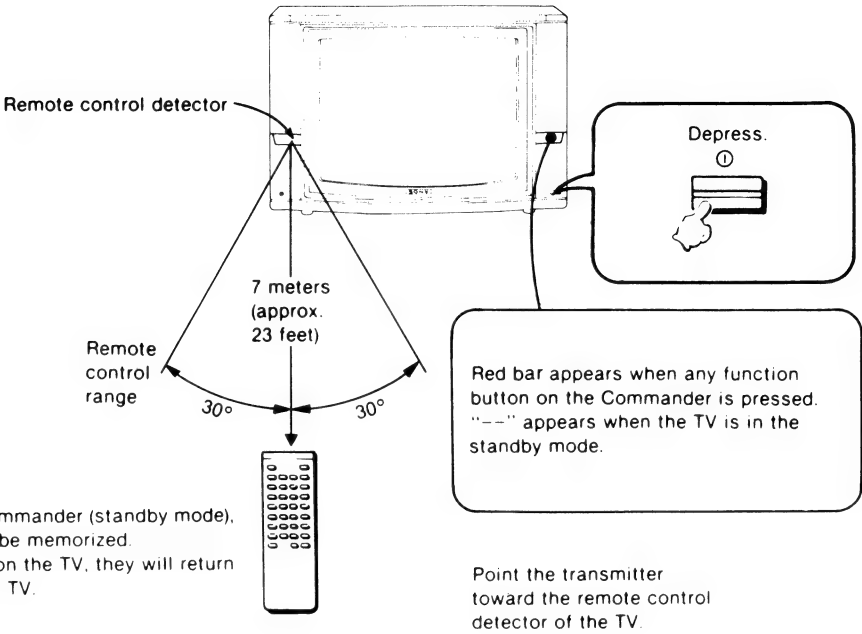 Remote control detector
SONY
Depress.
7 meters
(approx.
23 feet)
Remote
control
range
30°
30°
Red bar appears when any function
button on the Commander is pressed.
"--" appears when the TV is in the
standby mode.
mmander (standby mode),
be memorized.
on the TV, they will return
TV.
Point the transmitter
toward the remote control
detector of the TV.